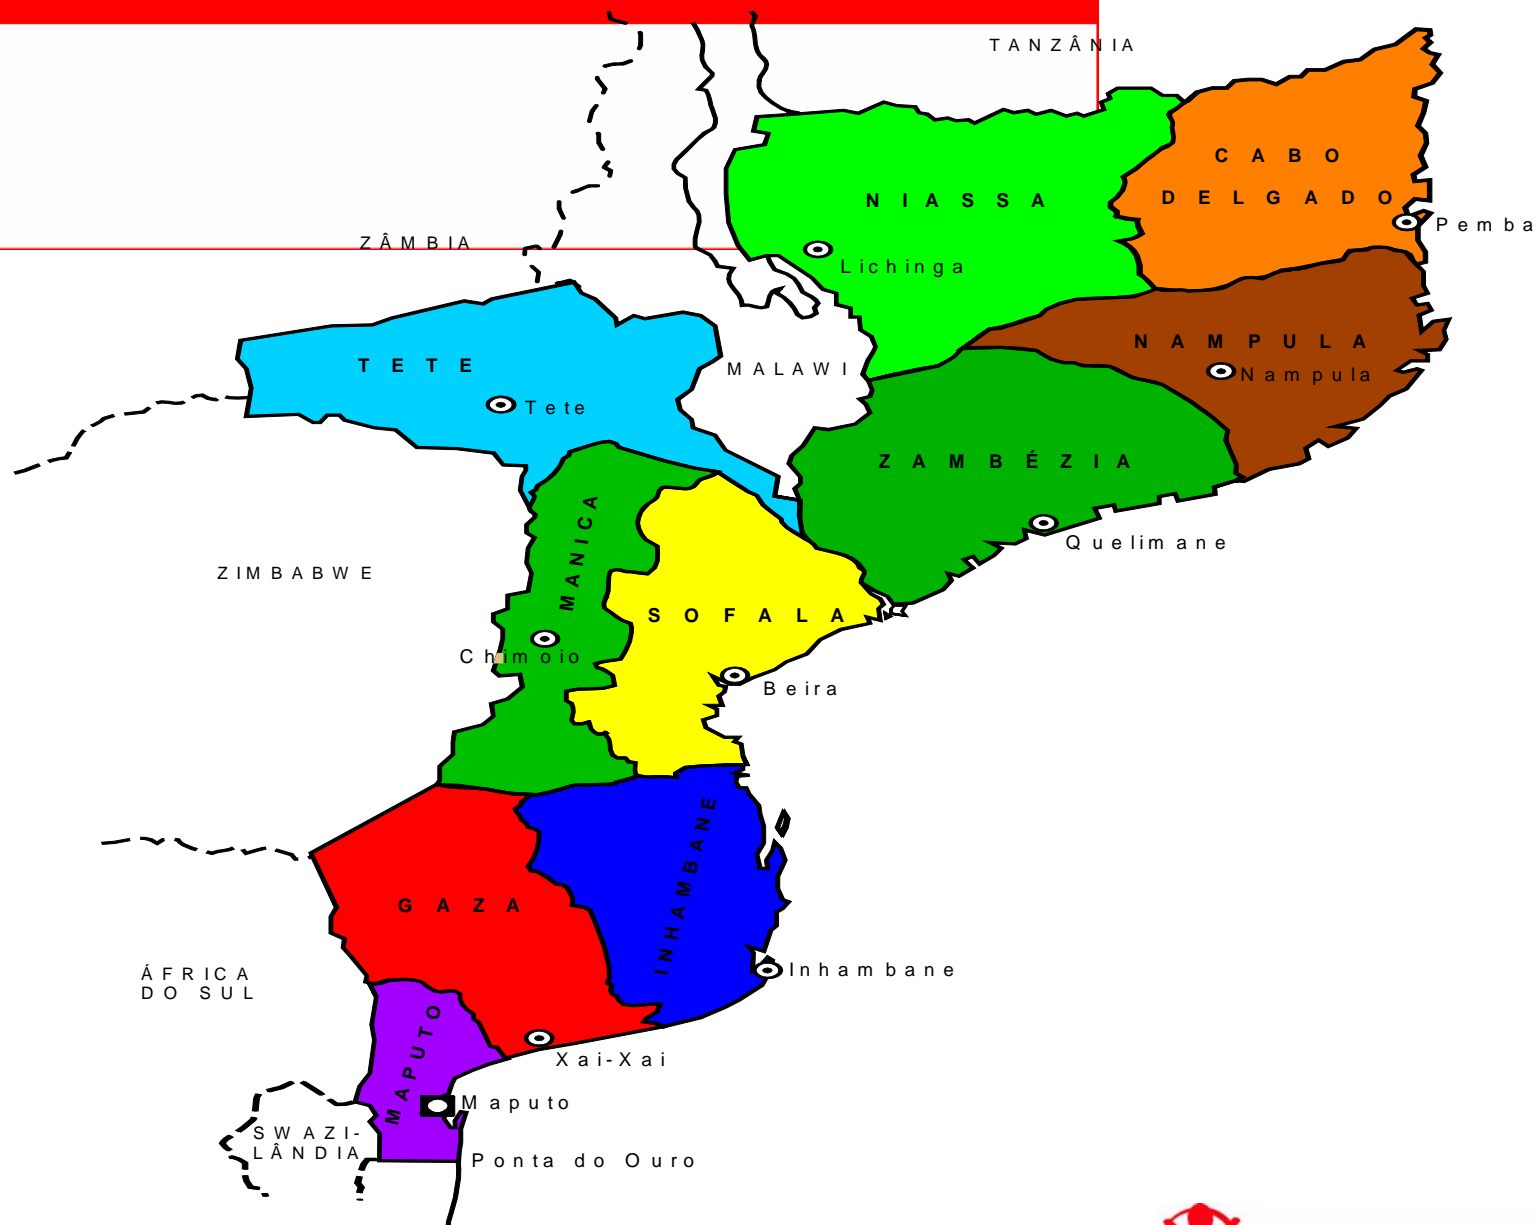 TANZÂNIA
CABO
DELGADO
NIASSA
Pemba
ZÂMBIA
Lichinga
NAMPULA
Nampula
TETE
MALAWI
Tete
ZAMBÉZIA
MANICA
Quelimane
ZIMBABWE
SOFALA
Chimoio
Beira
INHAMBANE
GAZA
Inhambane
ÁFRICA
DO SUL
MAPUTO
Xai-Xai
Maputo
SWAZI-
LÂNDIA
Ponta do Ouro